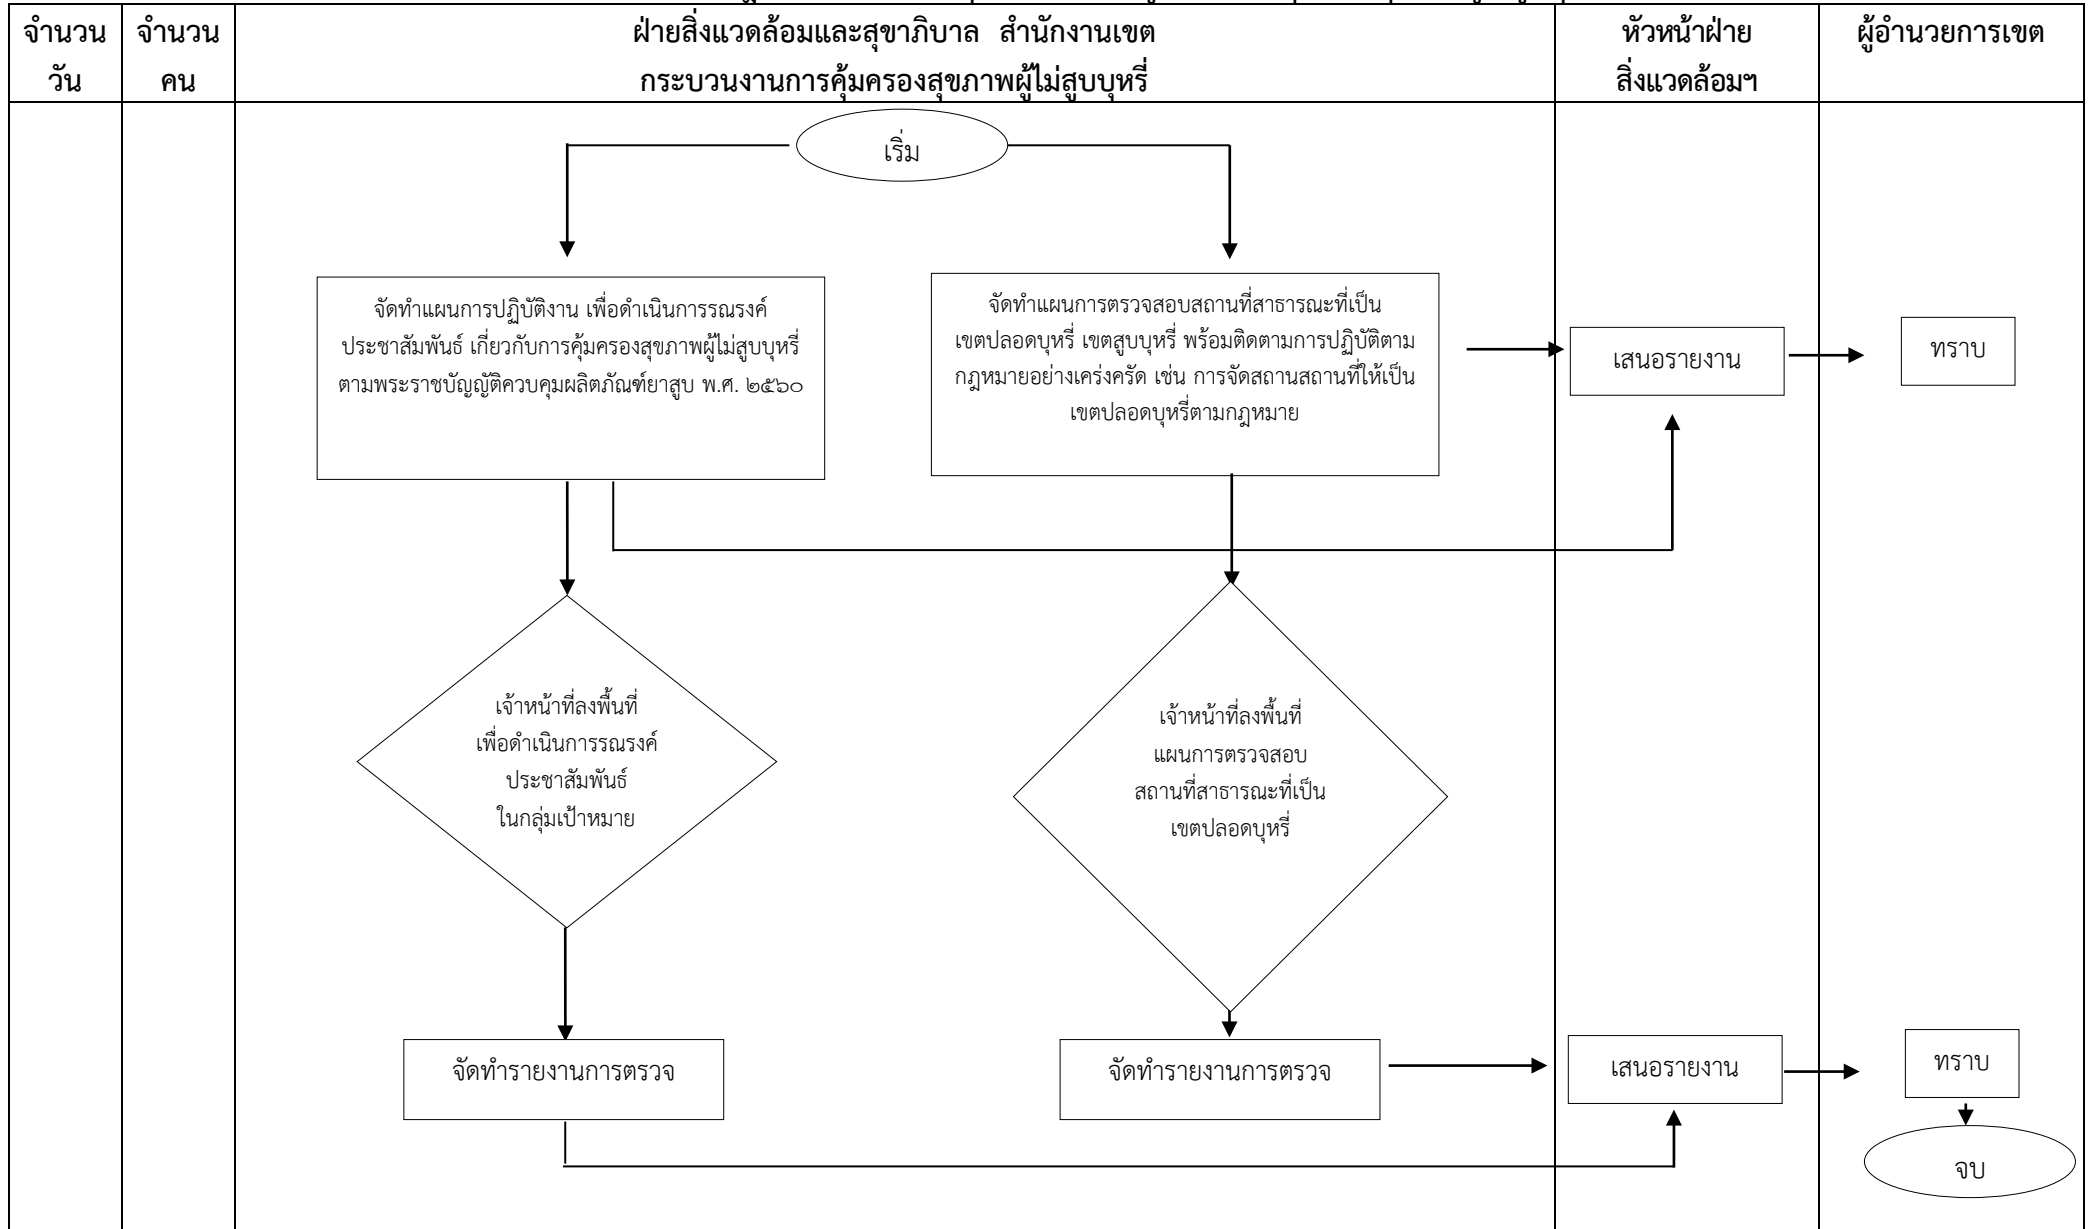 จำนวน
วัน
จำนวน
คน
ฝ่ายสิ่งแวดล้อมและสุขาภิบาล สำนักงานเขต
กระบวนงานการคุ้มครองสุขภาพผู้ไม่สูบบุหรี่
หัวหน้าฝ่าย
สิ่งแวดล้อมฯ
ผู้อำนวยการเขต
เริ่ม
จัดทำแผนการปฏิบัติงาน เพื่อดำเนินการรณรงค์
ประชาสัมพันธ์ เกี่ยวกับการคุ้มครองสุขภาพผู้ไม่สูบบุหรี่
ตามพระราชบัญญัติควบคุมผลิตภัณฑ์ยาสูบ พ.ศ. ๒๕๖๐
จัดทำแผนการตรวจสอบสถานที่สาธารณะที่เป็น
เขตปลอดบุหรี่ เขตสูบบุหรี่ พร้อมติดตามการปฏิบัติตาม
กฎหมายอย่างเคร่งครัด เช่น การจัดสถานสถานที่ให้เป็น
เขตปลอดบุหรี่ตามกฎหมาย
เสนอรายงาน
ทราบ
เจ้าหน้าที่ลงพื้นที่
เพื่อดำเนินการรณรงค์
ประชาสัมพันธ์
ในกลุ่มเป้าหมาย
เจ้าหน้าที่ลงพื้นที่
แผนการตรวจสอบ
สถานที่สาธารณะที่เป็น
เขตปลอดบุหรี่
จัดทำรายงานการตรวจ
จัดทำรายงานการตรวจ
เสนอรายงาน
ทราบ
จบ